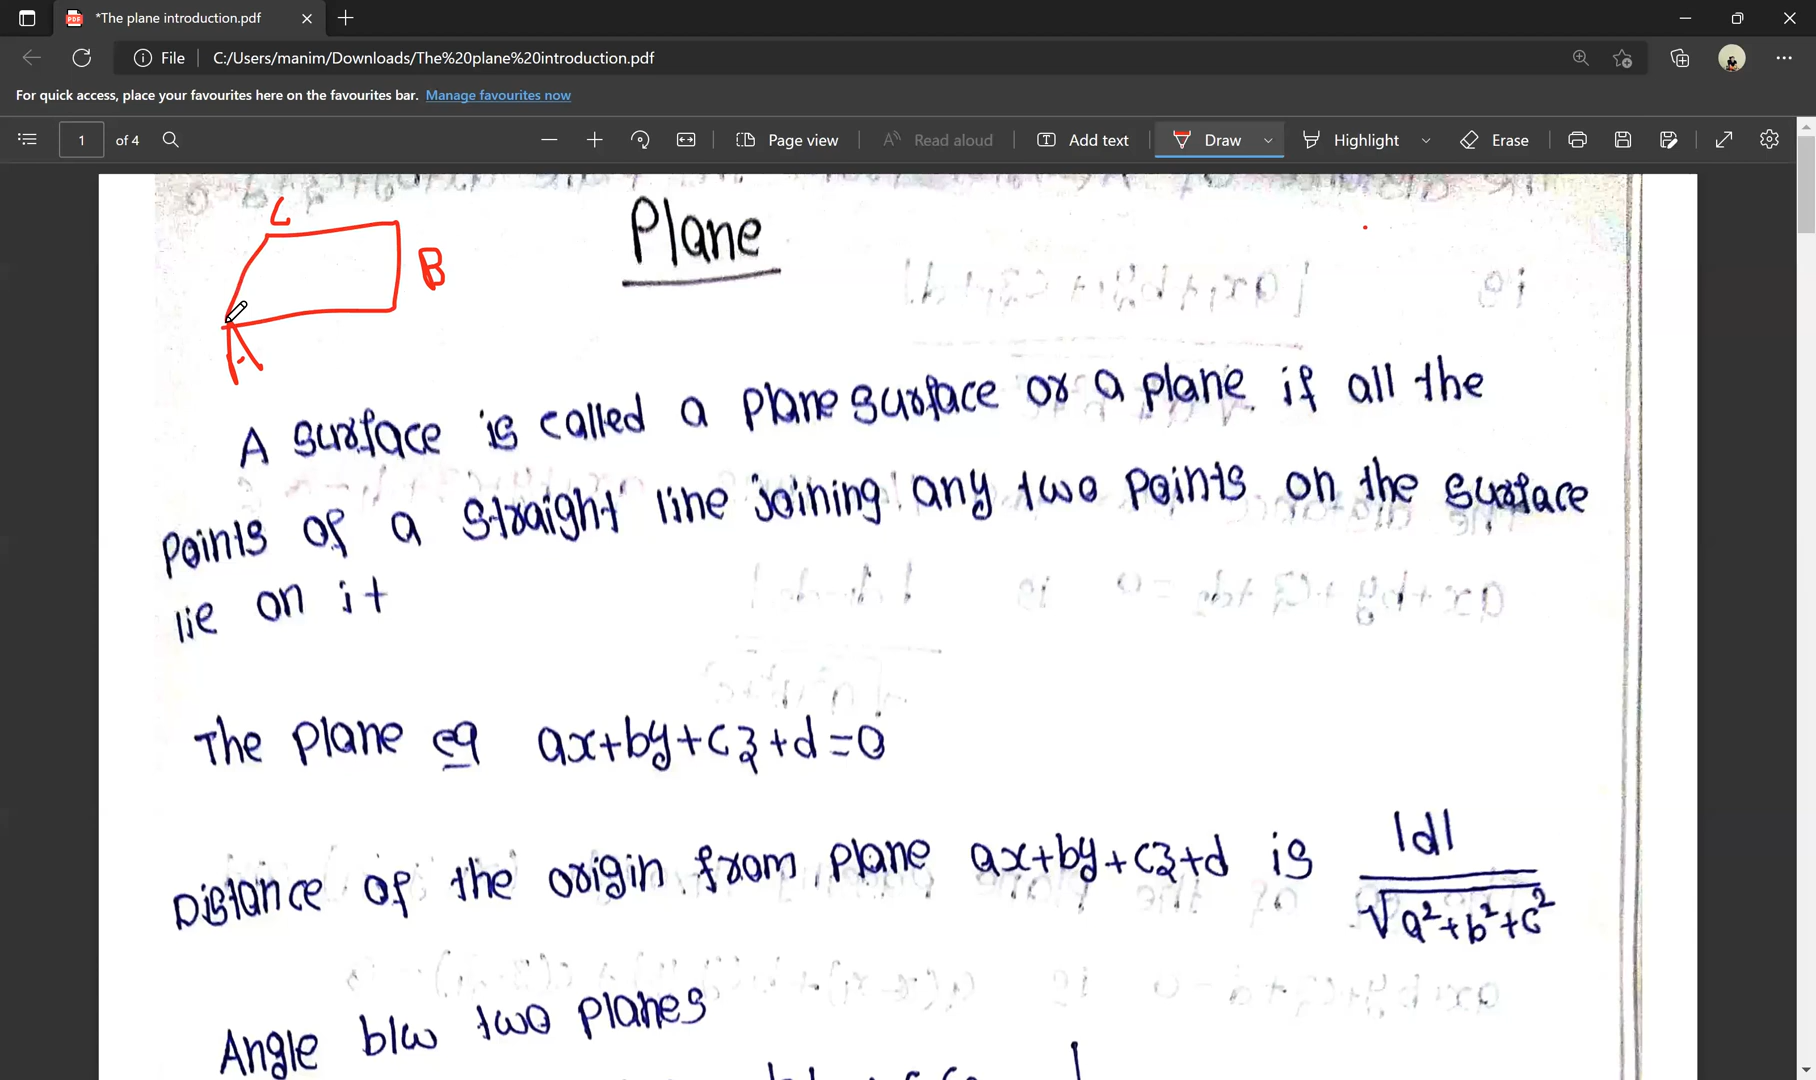 *The plane introduction.pdf
File C:/Users/manim/Downloads/The%20plane%20introduction.pdf
For quick access, place your favourites here on the favourites bar. Manage favourites now
1 of 4 Page view Read aloud Add text Draw Highlight Erase
C
Plane
B
A
A surface is called a plane surface or a plane if all the
points of a straight line joining any two points on the surface
lie on it
The plane eq ax+by+cz+d=0
Distance of the origin from plane ax+by+cz+d is |d|
√a²+b²+c²
Angle b/w two planes